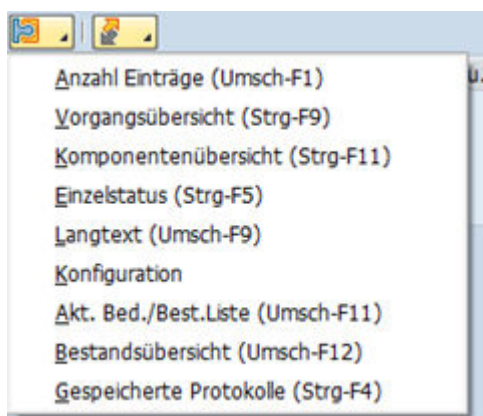 Anzahl Einträge (Umsch-F1)
Vorgangsübersicht (Strg-F9)
Komponentenübersicht (Strg-F11)
Einzelstatus (Strg-F5)
Langtext (Umsch-F9)
Konfiguration
Akt. Bed./Best.Liste (Umsch-F11)
Bestandsübersicht (Umsch-F12)
Gespeicherte Protokolle (Strg-F4)